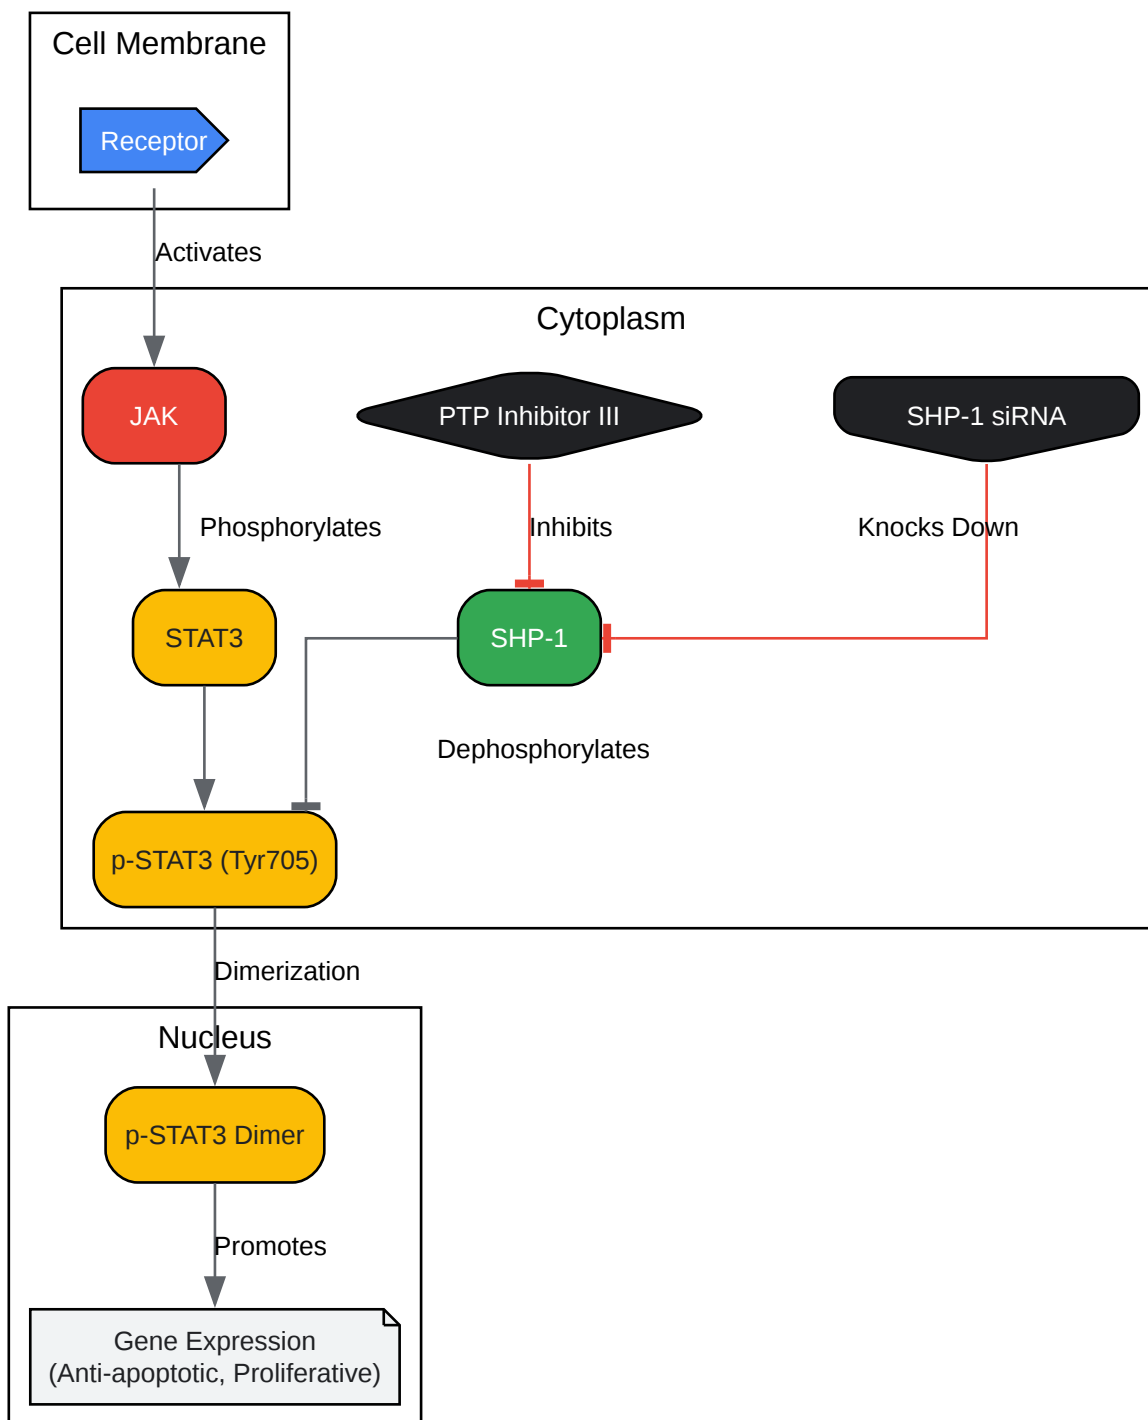 Cell Membrane
Receptor
Activates
Cytoplasm
JAK
PTP Inhibitor III
SHP-1 siRNA
Phosphorylates
Inhibits
Knocks Down
STAT3
SHP-1
Dephosphorylates
p-STAT3 (Tyr705)
Dimerization
Nucleus
p-STAT3 Dimer
Promotes
Gene Expression
(Anti-apoptotic, Proliferative)